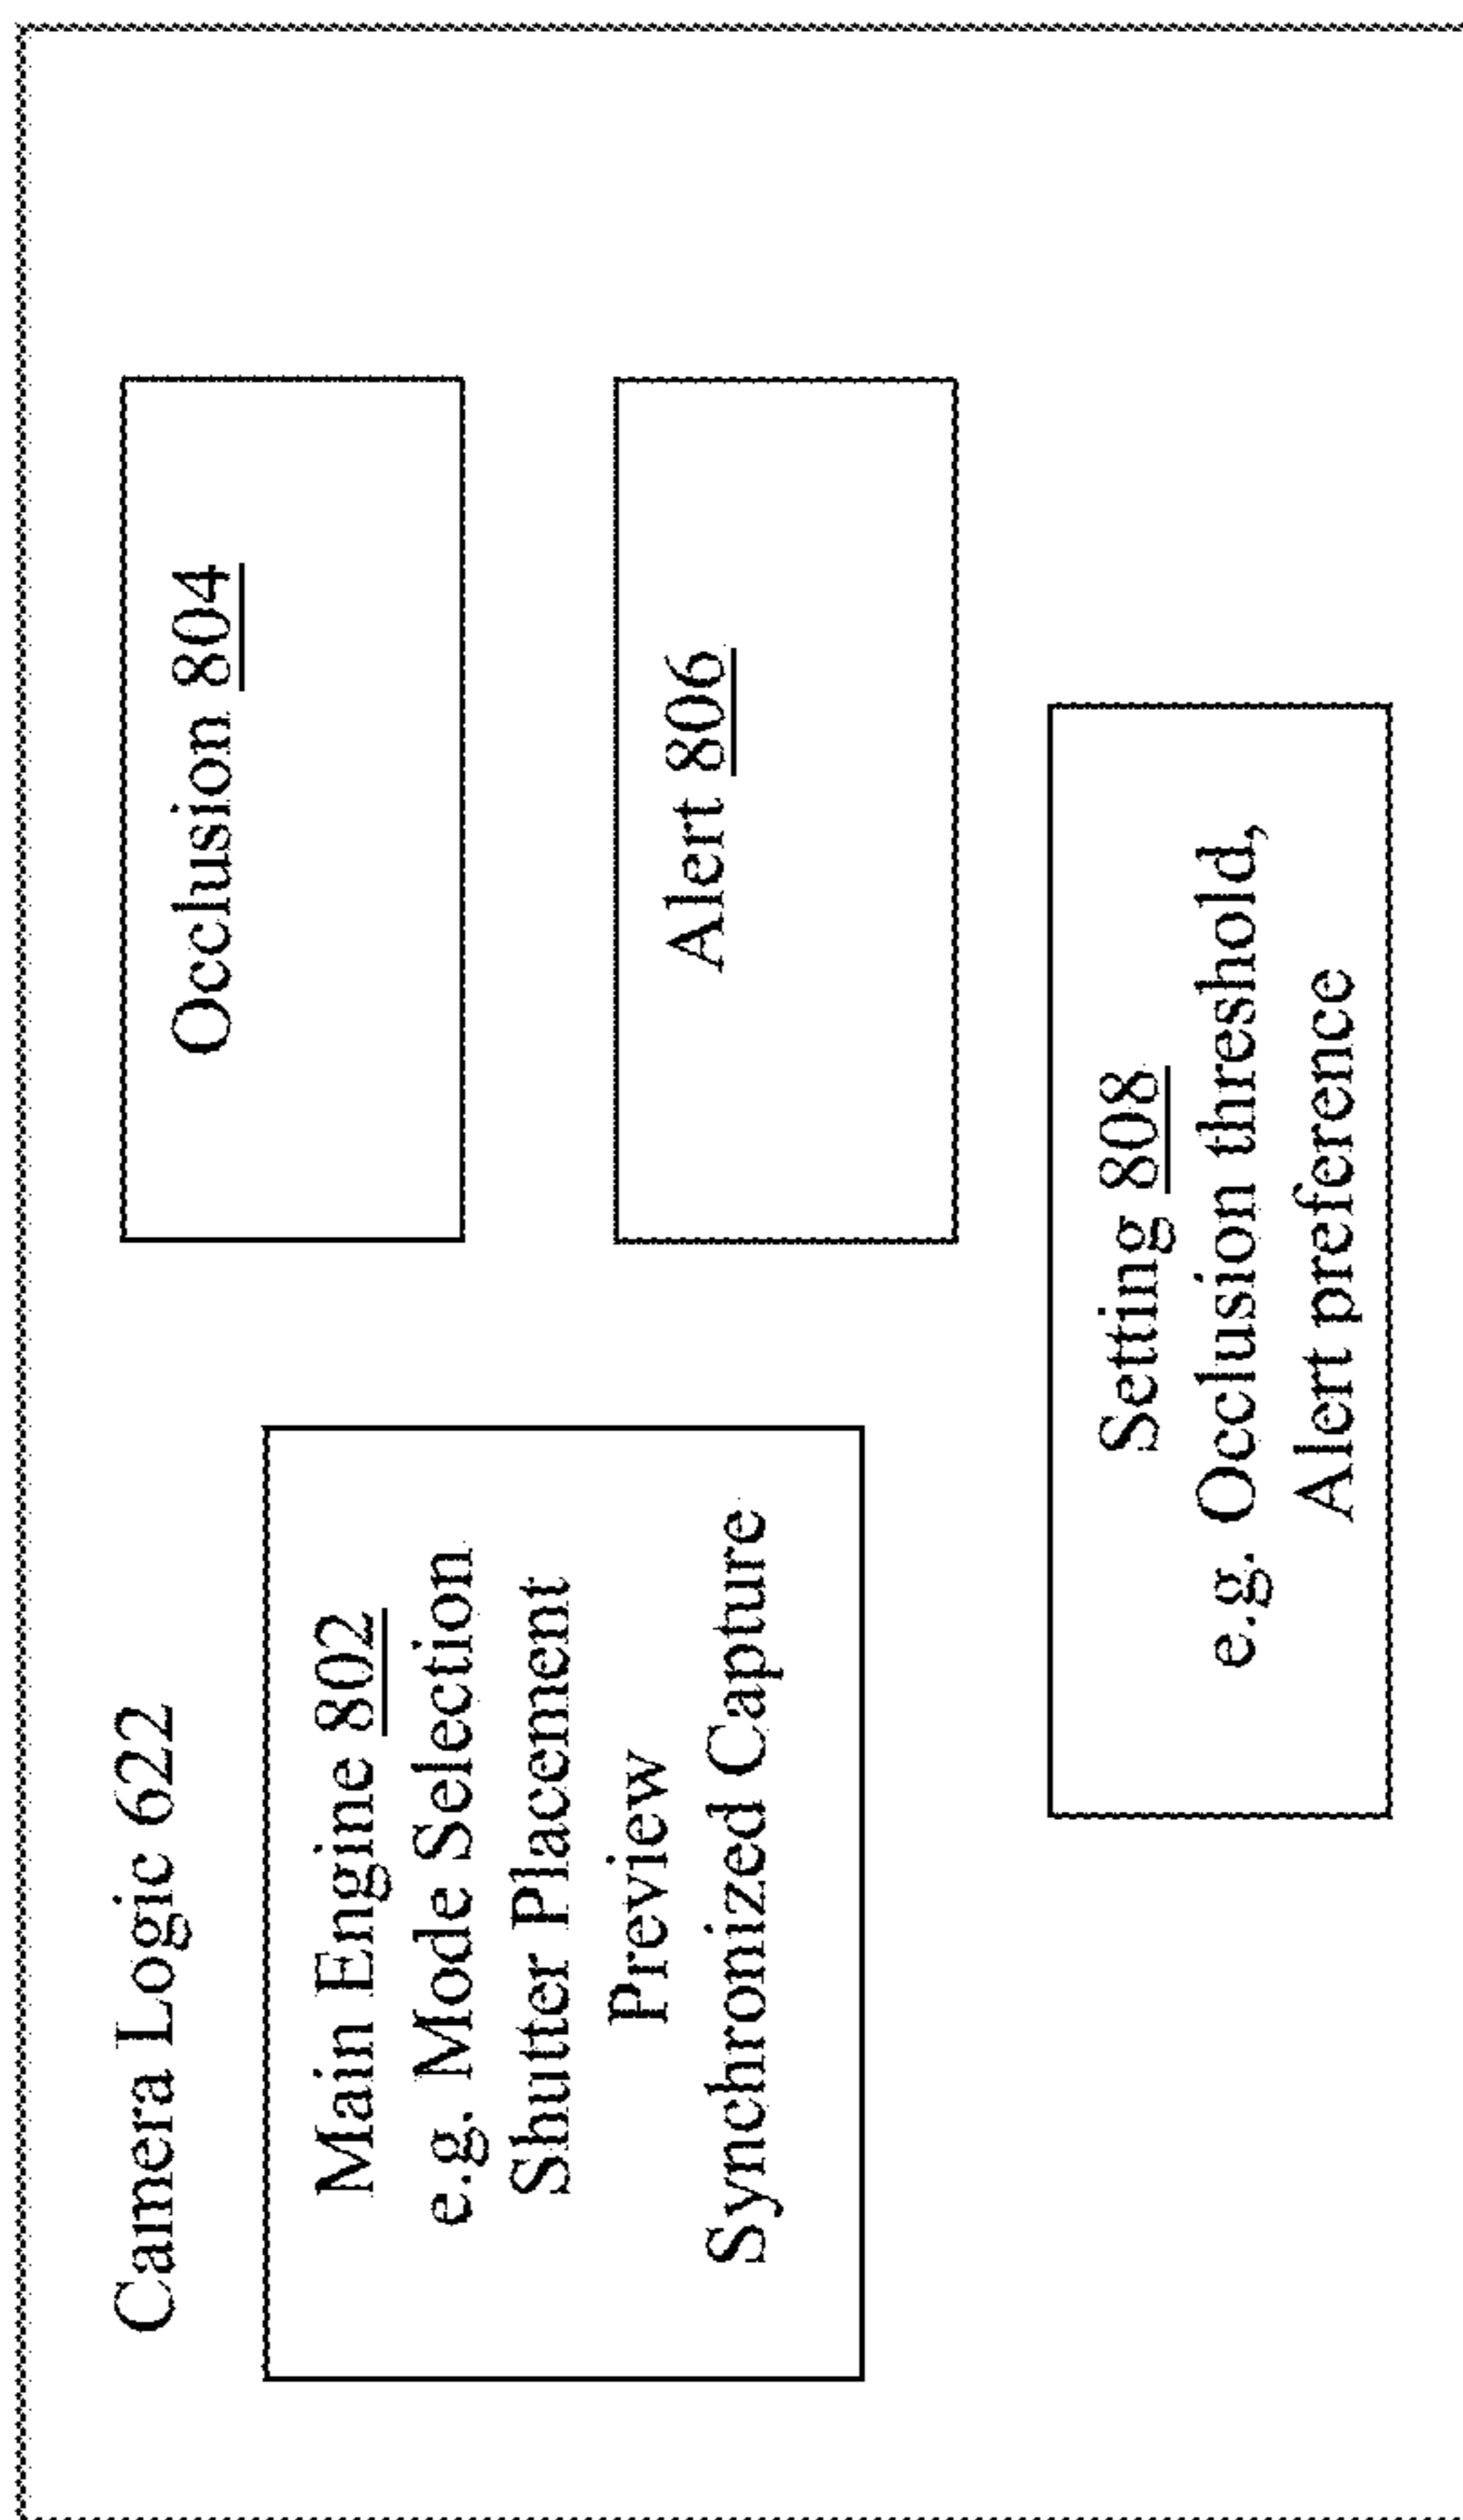 Camera Logic 622
Main Engine 802
e.g. Mode Selection
Shutter Placement
Preview
Synchronized Capture
Occlusion 804
Alert 806
Setting 808
e.g. Occlusion threshold,
Alert preference